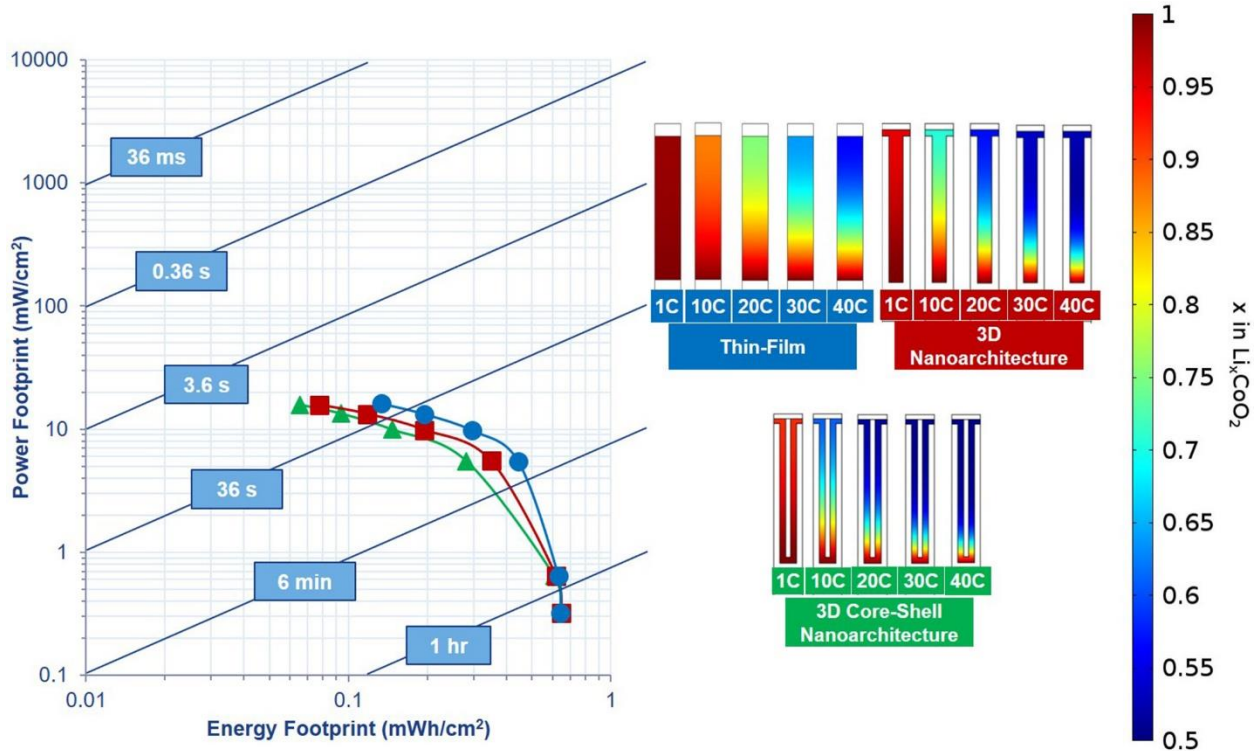 10000
1000
100
10
1
0.1
Power Footprint (mW/cm²)
0.01
0.1
1
Energy Footprint (mWh/cm²)
36 ms
0.36 s
3.6 s
36 s
6 min
1 hr
1C 10C 20C 30C 40C
Thin-Film
1C 10C 20C 30C 40C
3D
Nanoarchitecture
1C 10C 20C 30C 40C
3D Core-Shell
Nanoarchitecture
1
0.95
0.9
0.85
0.8
0.75
0.7
0.65
0.6
0.55
0.5
x in LiₓCoO₂